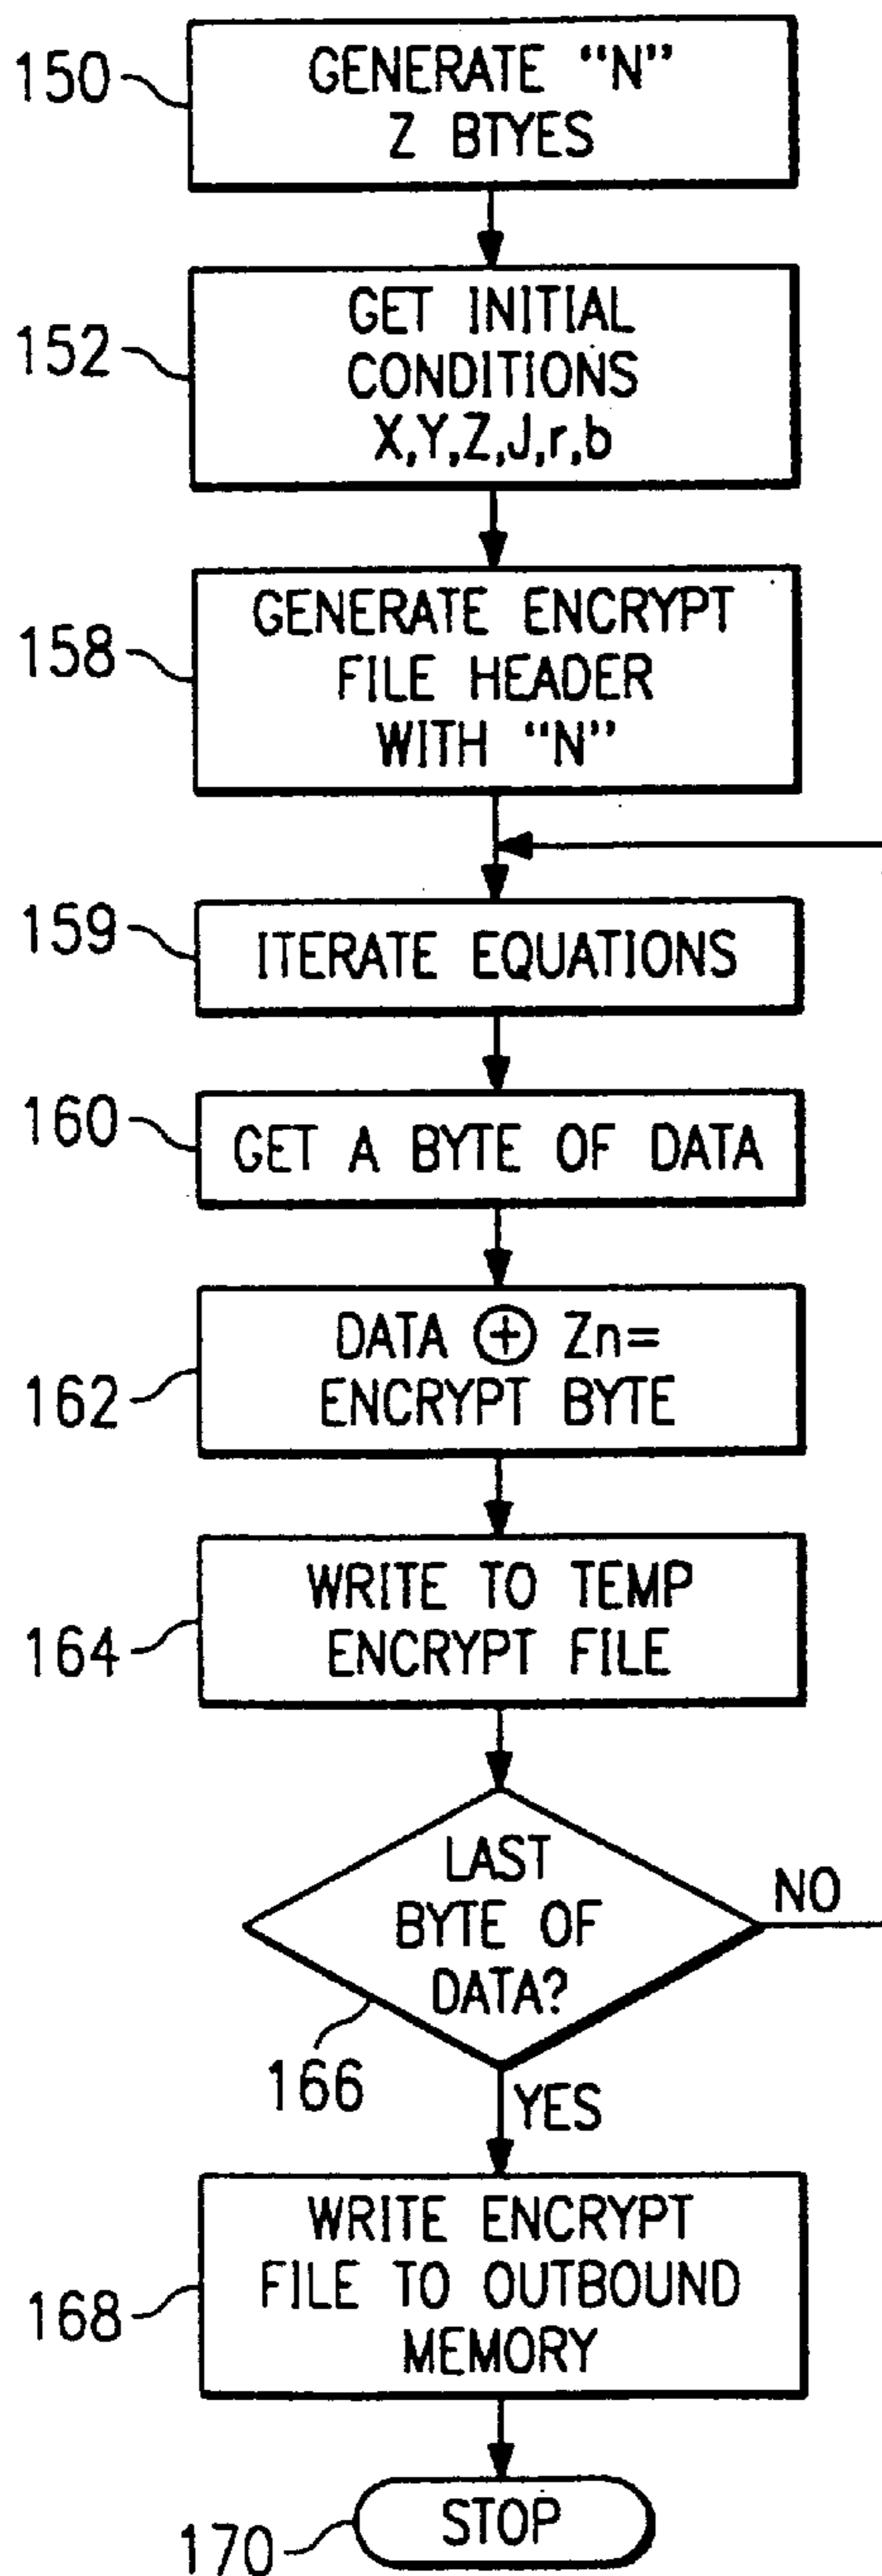 150
GENERATE “N”
Z BTYES
152
GET INITIAL
CONDITIONS
X,Y,Z,J,r,b
158
GENERATE ENCRYPT
FILE HEADER
WITH “N”
159
ITERATE EQUATIONS
160
GET A BYTE OF DATA
162
DATA ⊕ Zn=
ENCRYPT BYTE
164
WRITE TO TEMP
ENCRYPT FILE
LAST
BYTE OF
DATA?
NO
166
YES
168
WRITE ENCRYPT
FILE TO OUTBOUND
MEMORY
170
STOP